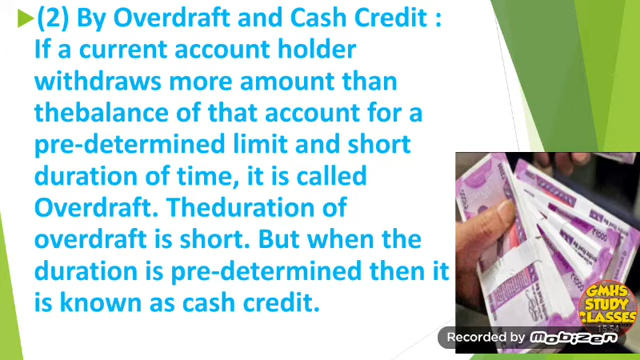 (2) By Overdraft and Cash Credit :
If a current account holder
withdraws more amount than
thebalance of that account for a
pre-determined limit and short
duration of time, it is called
Overdraft. Theduration of
overdraft is short. But when the
duration is pre-determined then it
is known as cash credit.
GMHS
STUDY
CLASSES
15:54
Recorded by Mobizen